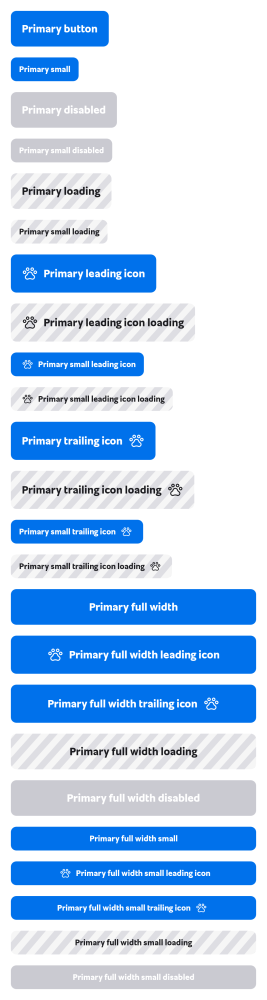 Primary button
Primary small
Primary disabled
Primary small disabled
Primary loading
Primary small loading
Primary leading icon
Primary leading icon loading
Primary small leading icon
Primary small leading icon loading
Primary trailing icon
Primary trailing icon loading
Primary small trailing icon
Primary small trailing icon loading
Primary full width
Primary full width leading icon
Primary full width trailing icon
Primary full width loading
Primary full width disabled
Primary full width small
Primary full width small leading icon
Primary full width small trailing icon
Primary full width small loading
Primary full width small disabled